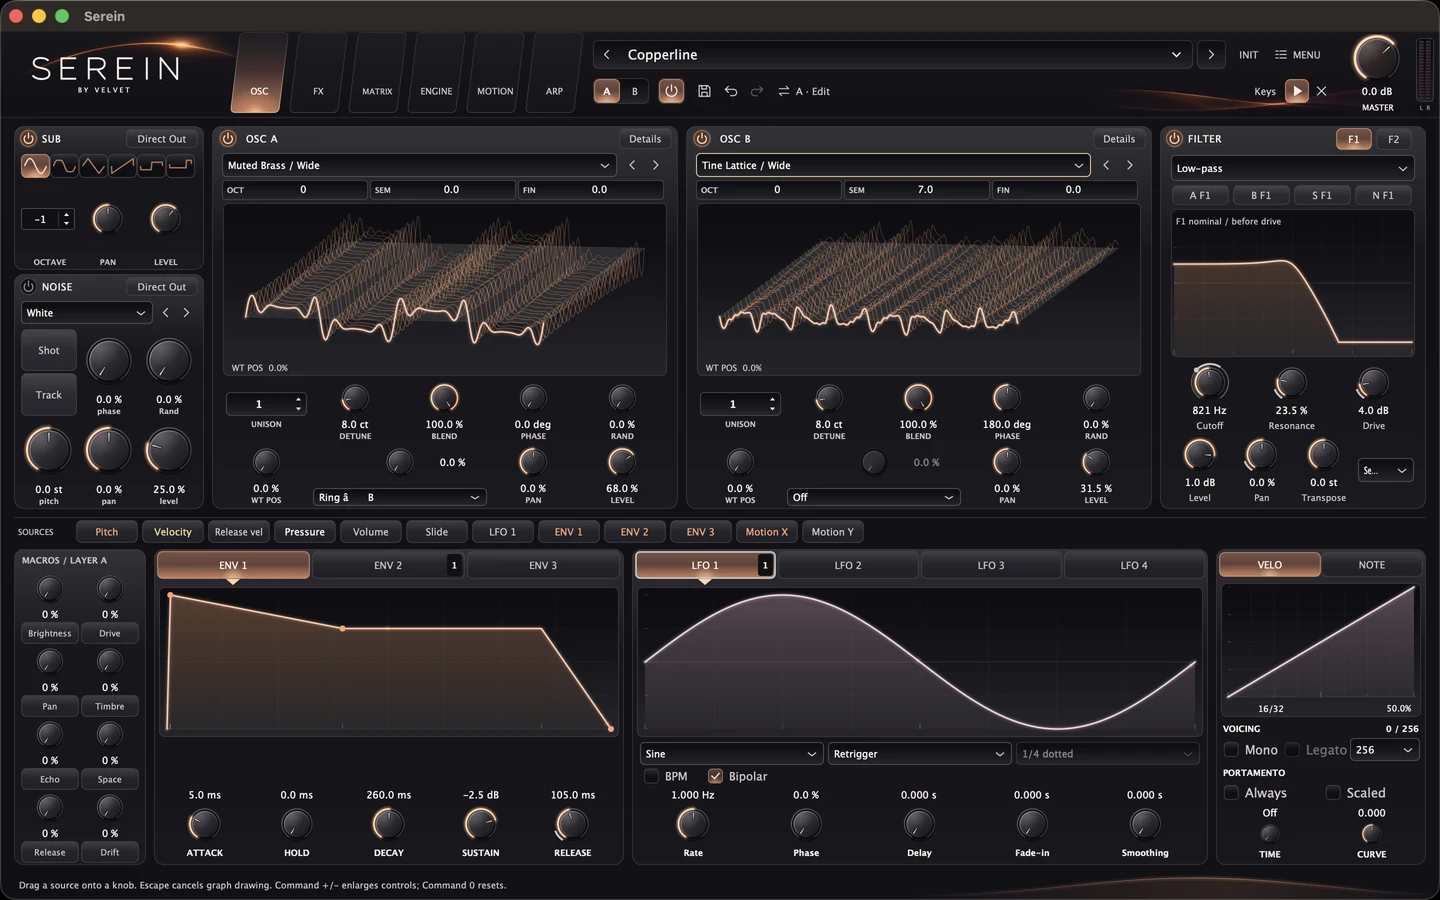 Serein
SEREIN
BY VELVET
OSC
FX
MATRIX
ENGINE
MOTION
ARP
Copperline
INIT
MENU
A
B
A · Edit
Keys
0.0 dB
MASTER
L R
SUB
Direct Out
-1
OCTAVE
PAN
LEVEL
NOISE
Direct Out
White
Shot
Track
0.0 %
phase
0.0 %
Rand
0.0 st
pitch
0.0 %
pan
25.0 %
level
OSC A
Details
Muted Brass / Wide
OCT 0
SEM 0.0
FIN 0.0
WT POS 0.0%
1
UNISON
8.0 ct
DETUNE
100.0 %
BLEND
0.0 deg
PHASE
0.0 %
RAND
0.0 %
WT POS
0.0 %
Ring â B
0.0 %
PAN
68.0 %
LEVEL
OSC B
Details
Tine Lattice / Wide
OCT 0
SEM 7.0
FIN 0.0
WT POS 0.0%
1
UNISON
8.0 ct
DETUNE
100.0 %
BLEND
180.0 deg
PHASE
0.0 %
RAND
0.0 %
WT POS
0.0 %
Off
0.0 %
PAN
31.5 %
LEVEL
FILTER
F1
F2
Low-pass
A F1
B F1
S F1
N F1
F1 nominal / before drive
821 Hz
Cutoff
23.5 %
Resonance
4.0 dB
Drive
1.0 dB
Level
0.0 %
Pan
0.0 st
Transpose
Se...
SOURCES
Pitch
Velocity
Release vel
Pressure
Volume
Slide
LFO 1
ENV 1
ENV 2
ENV 3
Motion X
Motion Y
MACROS / LAYER A
0 %
0 %
Brightness
Drive
0 %
0 %
Pan
Timbre
0 %
0 %
Echo
Space
0 %
0 %
Release
Drift
ENV 1
ENV 2
1
ENV 3
5.0 ms
ATTACK
0.0 ms
HOLD
260.0 ms
DECAY
-2.5 dB
SUSTAIN
105.0 ms
RELEASE
LFO 1
1
LFO 2
LFO 3
LFO 4
Sine
Retrigger
1/4 dotted
BPM
Bipolar
1.000 Hz
Rate
0.0 %
Phase
0.000 s
Delay
0.000 s
Fade-in
0.000 s
Smoothing
VELO
NOTE
16/32
50.0%
VOICING
0 / 256
Mono
Legato
256
PORTAMENTO
Always
Scaled
Off
TIME
0.000
CURVE
Drag a source onto a knob. Escape cancels graph drawing. Command +/- enlarges controls; Command 0 resets.